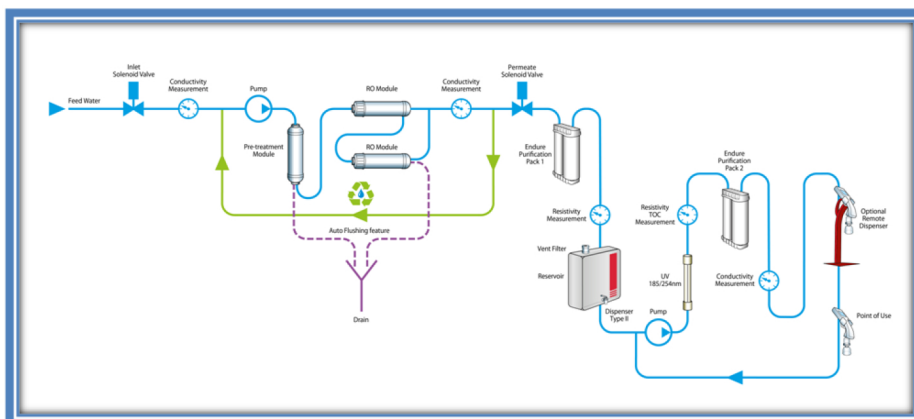 Inlet
Solenoid Valve
Feed Water
Conductivity
Measurement
Pump
Pre-treatment
Module
RO Module
RO Module
Conductivity
Measurement
Permeate
Solenoid Valve
Auto Flushing feature
Drain
Endure
Purification
Pack 1
Resistivity
Measurement
Vent Filter
Reservoir
Dispenser
Type II
Pump
UV
185/254nm
Resistivity
TOC
Measurement
Endure
Purification
Pack 2
Conductivity
Measurement
Optional
Remote
Dispenser
Point of Use